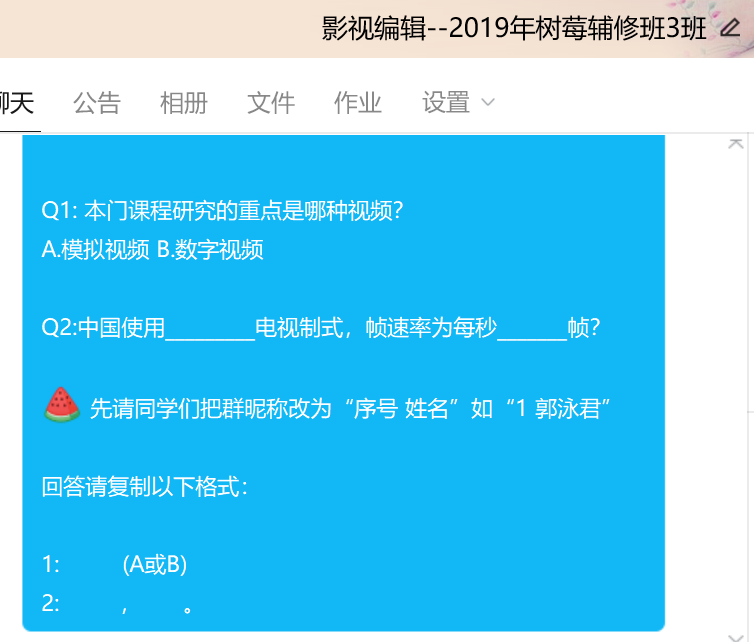 影视编辑--2019年树莓辅修班3班
聊天 公告 相册 文件 作业 设置
Q1: 本门课程研究的重点是哪种视频？
A.模拟视频 B.数字视频
Q2:中国使用________电视制式，帧速率为每秒______帧？
先请同学们把群昵称改为“序号 姓名”如“1 郭泳君”
回答请复制以下格式：
1: (A或B)
2: , 。